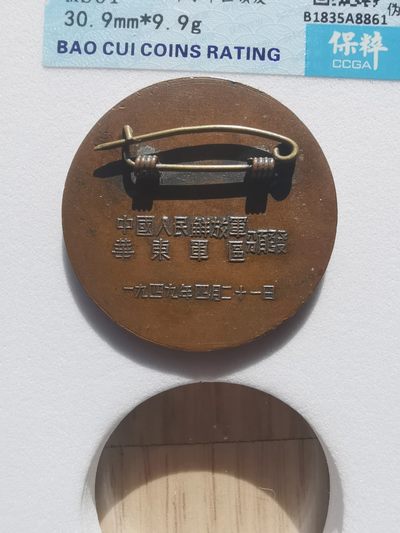 30.9mm*9.9g
B1835A8861
BAO CUI COINS RATING
保粹
CCGA
中國人民解放軍
華東軍區頒發
一九四九年四月二十一日